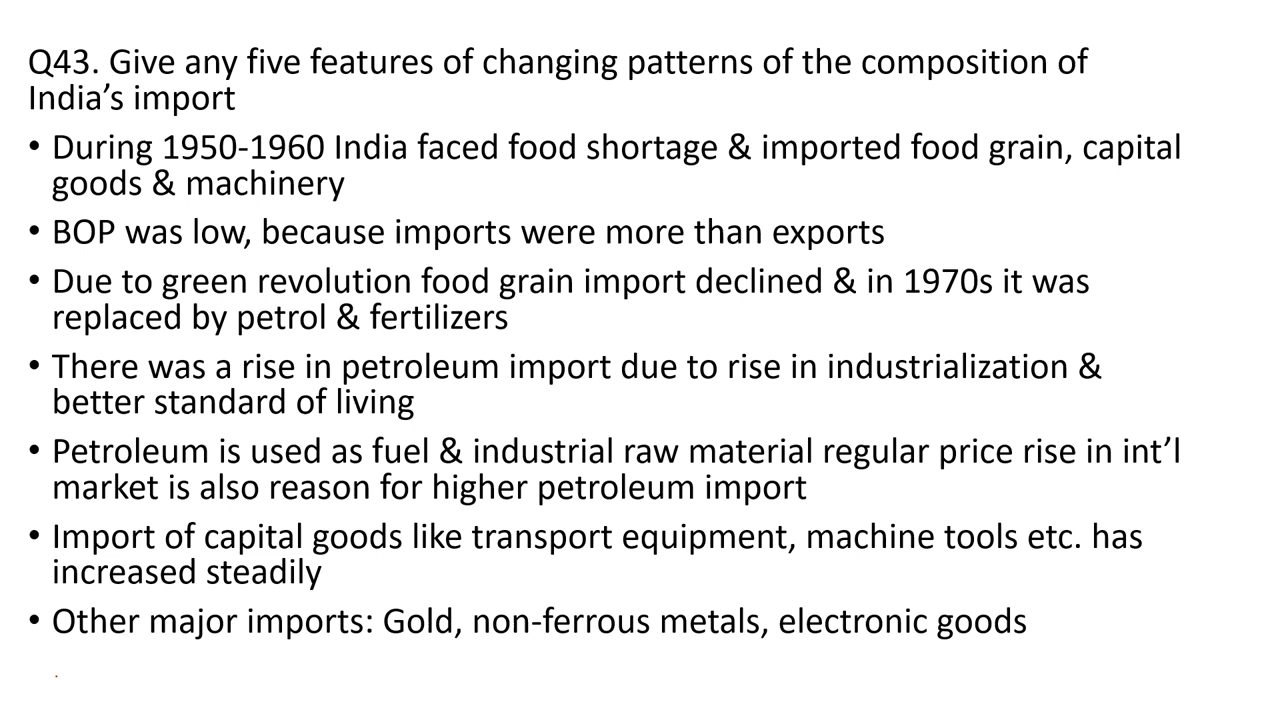 Q43. Give any five features of changing patterns of the composition of
India’s import
• During 1950-1960 India faced food shortage & imported food grain, capital
goods & machinery
• BOP was low, because imports were more than exports
• Due to green revolution food grain import declined & in 1970s it was
replaced by petrol & fertilizers
• There was a rise in petroleum import due to rise in industrialization &
better standard of living
• Petroleum is used as fuel & industrial raw material regular price rise in int’l
market is also reason for higher petroleum import
• Import of capital goods like transport equipment, machine tools etc. has
increased steadily
• Other major imports: Gold, non-ferrous metals, electronic goods